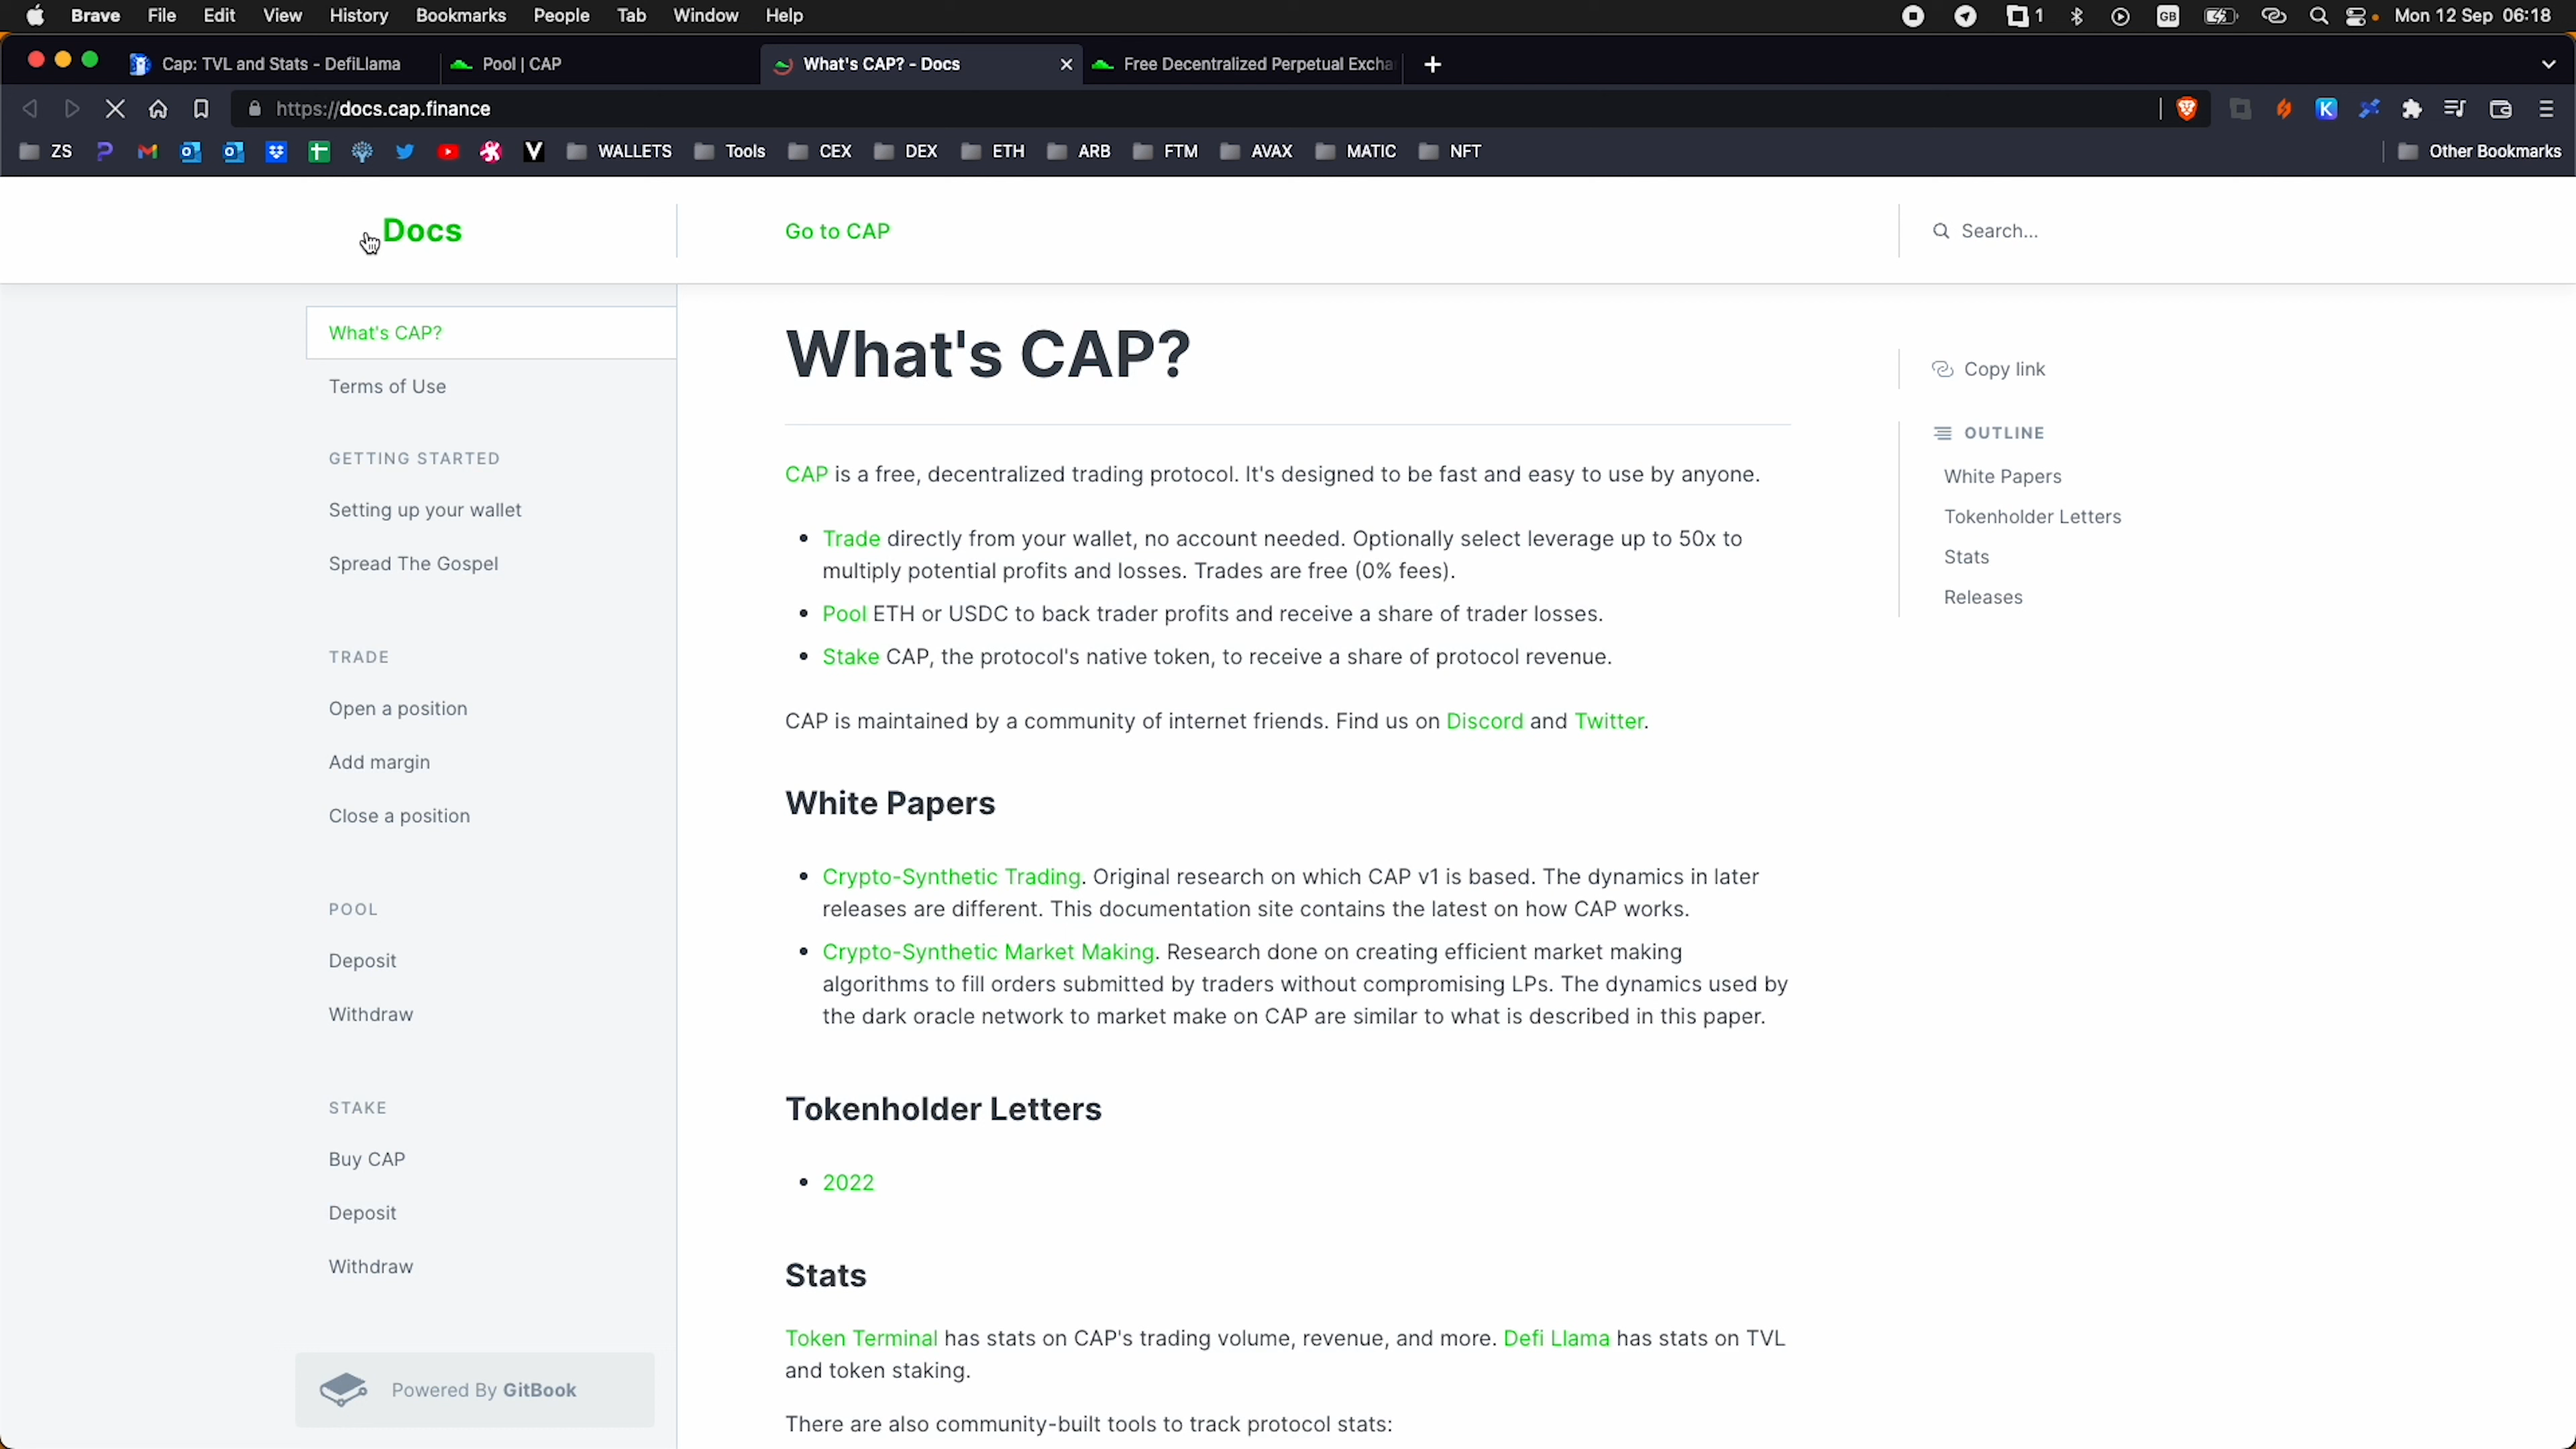 Brave File Edit View History Bookmarks People Tab Window Help 1 GB Mon 12 Sep 06:18
Cap: TVL and Stats - DefiLlama Pool | CAP What's CAP? - Docs Free Decentralized Perpetual Excha
https://docs.cap.finance
ZS WALLETS Tools CEX DEX ETH ARB FTM AVAX MATIC NFT Other Bookmarks
Docs
Go to CAP
Search...
What's CAP?
Terms of Use
GETTING STARTED
Setting up your wallet
Spread The Gospel
TRADE
Open a position
Add margin
Close a position
POOL
Deposit
Withdraw
STAKE
Buy CAP
Deposit
Withdraw
Powered By GitBook
What's CAP?
CAP is a free, decentralized trading protocol. It's designed to be fast and easy to use by anyone.
• Trade directly from your wallet, no account needed. Optionally select leverage up to 50x to
multiply potential profits and losses. Trades are free (0% fees).
• Pool ETH or USDC to back trader profits and receive a share of trader losses.
• Stake CAP, the protocol's native token, to receive a share of protocol revenue.
CAP is maintained by a community of internet friends. Find us on Discord and Twitter.
White Papers
• Crypto-Synthetic Trading. Original research on which CAP v1 is based. The dynamics in later
releases are different. This documentation site contains the latest on how CAP works.
• Crypto-Synthetic Market Making. Research done on creating efficient market making
algorithms to fill orders submitted by traders without compromising LPs. The dynamics used by
the dark oracle network to market make on CAP are similar to what is described in this paper.
Tokenholder Letters
• 2022
Stats
Token Terminal has stats on CAP's trading volume, revenue, and more. Defi Llama has stats on TVL
and token staking.
There are also community-built tools to track protocol stats:
Copy link
OUTLINE
White Papers
Tokenholder Letters
Stats
Releases